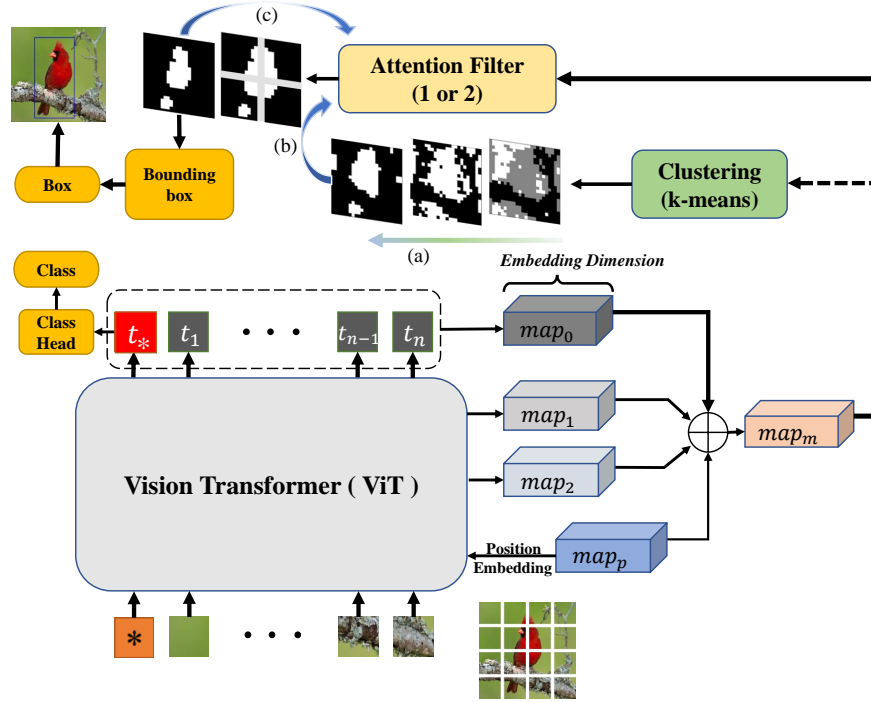 (c)
Attention Filter
(1 or 2)
(b)
Clustering
(k-means)
Bounding
box
Box
(a)
Embedding Dimension
Class
Class
Head
t* t1 · · · tn−1 tn
map0
map1
map2
mapm
mapp
Vision Transformer ( ViT )
Position
Embedding
* · · ·